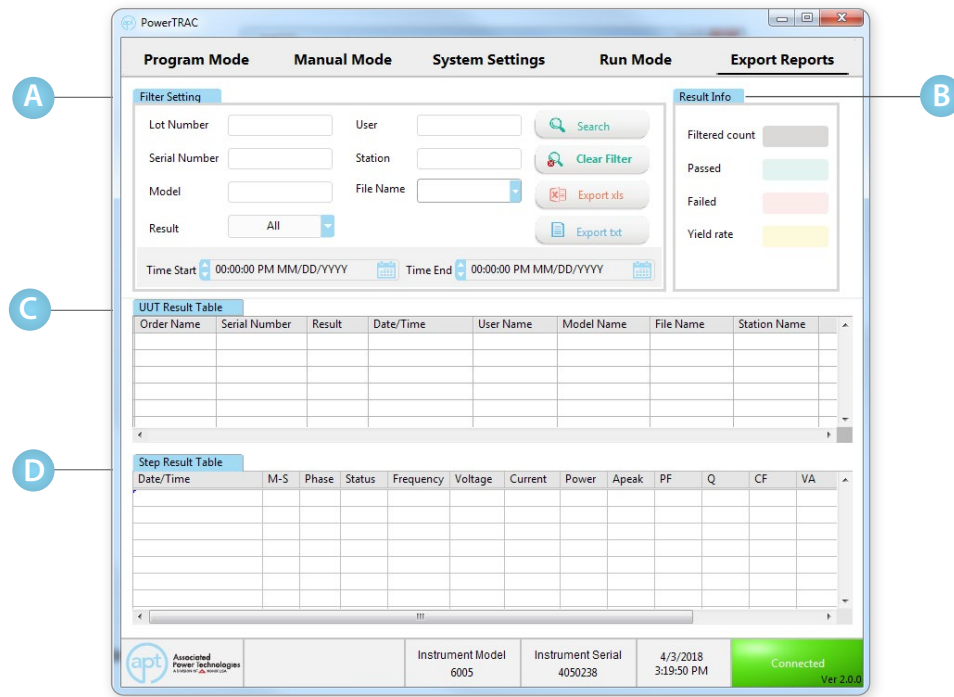 PowerTRAC
Program Mode Manual Mode System Settings Run Mode Export Reports
A
B
Filter Setting
Result Info
Lot Number User Search
Filtered count
Serial Number Station Clear Filter
Passed
Model File Name Export xls
Failed
Result All Export txt
Yield rate
Time Start 00:00:00 PM MM/DD/YYYY Time End 00:00:00 PM MM/DD/YYYY
C
UUT Result Table
Order Name Serial Number Result Date/Time User Name Model Name File Name Station Name
D
Step Result Table
Date/Time M-S Phase Status Frequency Voltage Current Power Apeak PF Q CF VA
apt Associated
Power Technologies
Instrument Model
6005
Instrument Serial
4050238
4/3/2018
3:19:50 PM
Connected
Ver 2.0.0